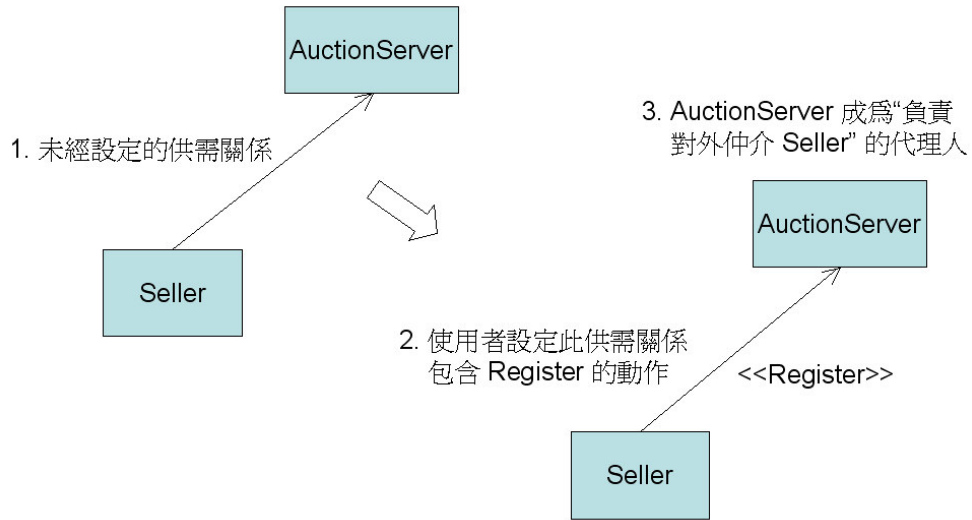 AuctionServer
1. 未經設定的供需關係
Seller
3. AuctionServer 成爲“負責
對外仲介 Seller” 的代理人
AuctionServer
2. 使用者設定此供需關係
包含 Register 的動作
<<Register>>
Seller